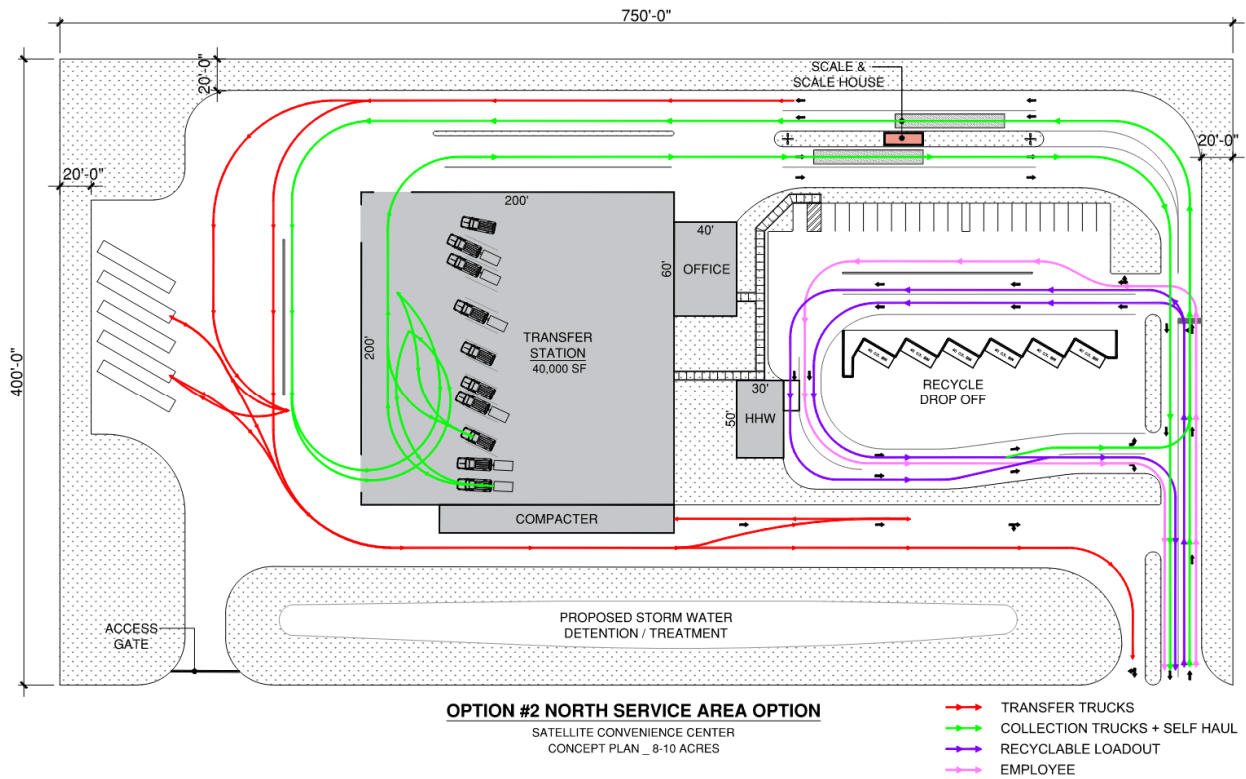 750'-0"
20'-0"
SCALE &
SCALE HOUSE
20'-0"
20'-0"
400'-0"
200'
40'
OFFICE
60'
200'
TRANSFER
STATION
40,000 SF
RECYCLE
DROP OFF
30'
50'
HHW
COMPACTER
PROPOSED STORM WATER
DETENTION / TREATMENT
ACCESS
GATE
OPTION #2 NORTH SERVICE AREA OPTION
SATELLITE CONVENIENCE CENTER
CONCEPT PLAN _ 8-10 ACRES
TRANSFER TRUCKS
COLLECTION TRUCKS + SELF HAUL
RECYCLABLE LOADOUT
EMPLOYEE